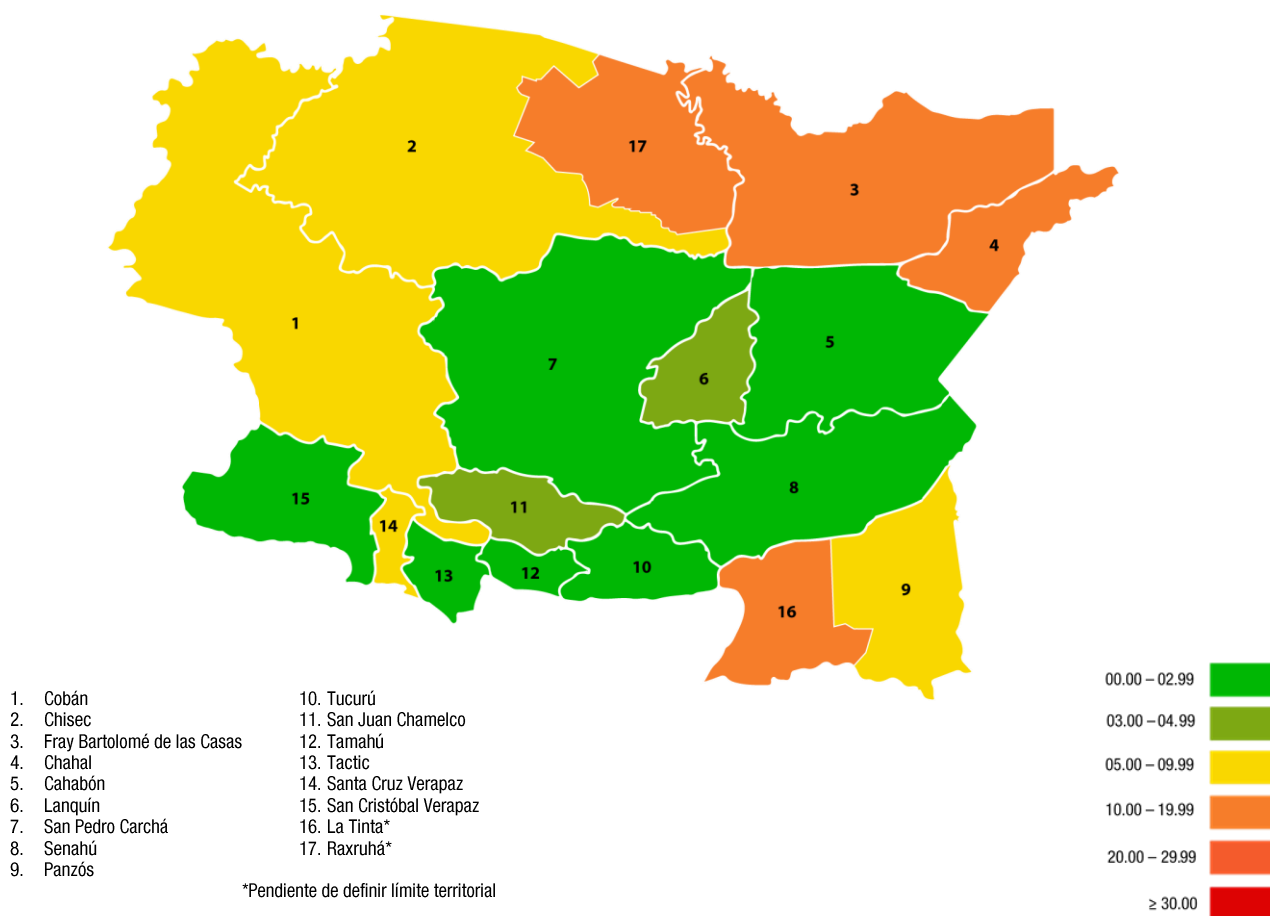 2
17
3
4
1
5
7
6
15
11
8
14
13
12
10
9
16
00.00 – 02.99
03.00 – 04.99
05.00 – 09.99
10.00 – 19.99
20.00 – 29.99
≥ 30.00
1. Cobán
2. Chisec
3. Fray Bartolomé de las Casas
4. Chahal
5. Cahabón
6. Lanquín
7. San Pedro Carchá
8. Senahú
9. Panzós
10. Tucurú
11. San Juan Chamelco
12. Tamahú
13. Tactic
14. Santa Cruz Verapaz
15. San Cristóbal Verapaz
16. La Tinta*
17. Raxruhá*
*Pendiente de definir límite territorial